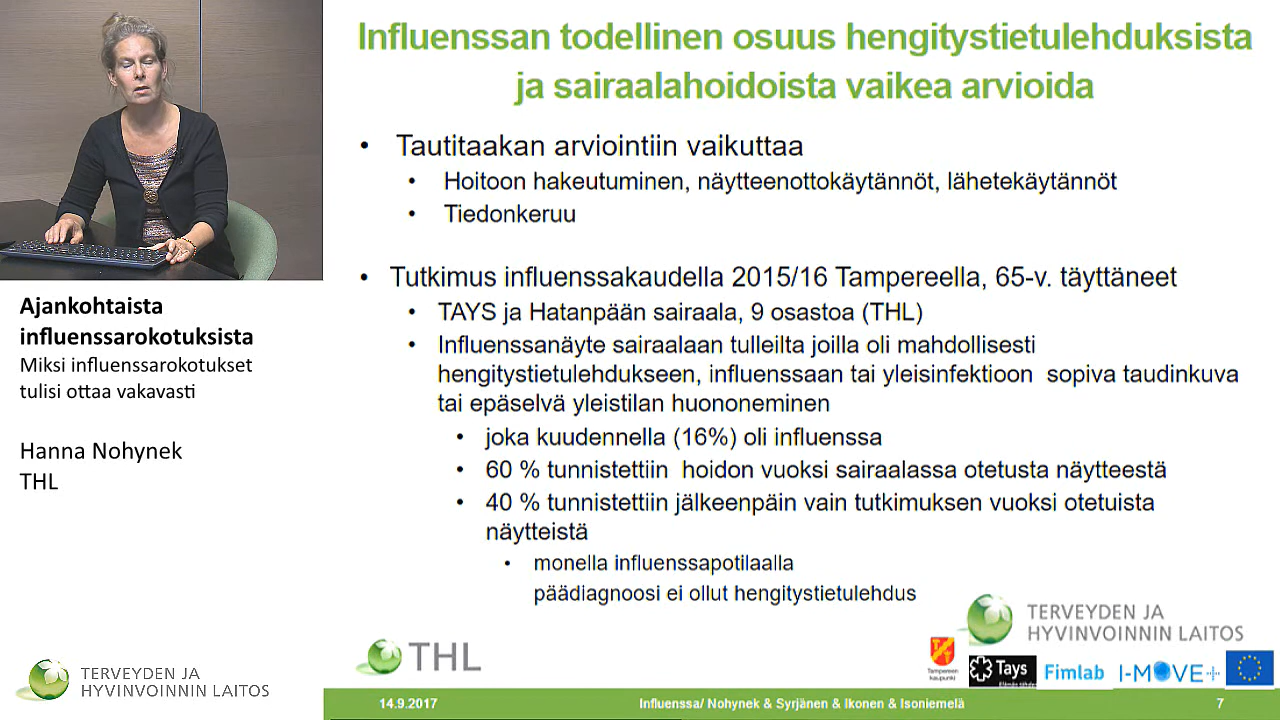 Influenssan todellinen osuus hengitystietulehduksista
ja sairaalahoidoista vaikea arvioida
• Tautitaakan arviointiin vaikuttaa
• Hoitoon hakeutuminen, näytteenottokäytännöt, lähetekäytännöt
• Tiedonkeruu
• Tutkimus influenssakaudella 2015/16 Tampereella, 65-v. täyttäneet
• TAYS ja Hatanpään sairaala, 9 osastoa (THL)
• Influenssanäyte sairaalaan tulleilta joilla oli mahdollisesti
hengitystietulehdukseen, influenssaan tai yleisinfektioon sopiva taudinkuva
tai epäselvä yleistilan huononeminen
• joka kuudennella (16%) oli influenssa
• 60 % tunnistettiin hoidon vuoksi sairaalassa otetusta näytteestä
• 40 % tunnistettiin jälkeenpäin vain tutkimuksen vuoksi otetuista
näytteistä
• monella influenssapotilaalla
päädiagnoosi ei ollut hengitystietulehdus
Ajankohtaista
influenssarokotuksista
Miksi influenssarokotukset
tulisi ottaa vakavasti
Hanna Nohynek
THL
TERVEYDEN JA
HYVINVOINNIN LAITOS
THL
TERVEYDEN JA
HYVINVOINNIN LAITOS
Tampereen
kaupunki
Tays
Fimlab
I-MOVE+
14.9.2017
Influenssa/ Nohynek & Syrjänen & Ikonen & Isoniemelä
7